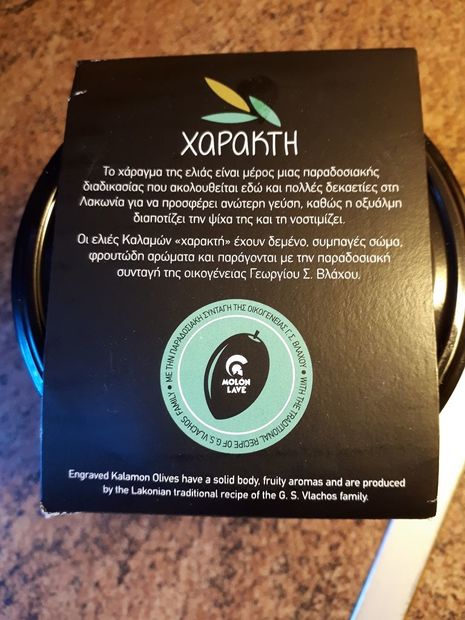 χαρακτη
Το χάραγμα της ελιάς είναι μέρος μιας παραδοσιακής
διαδικασίας που ακολουθείται εδώ και πολλές δεκαετίες στη
Λακωνία για να προσφέρει ανώτερη γεύση, καθώς η οξυάλμη
διαποτίζει την ψίχα της και τη νοστιμίζει.
Οι ελιές Καλαμών «χαρακτή» έχουν δεμένο, συμπαγές σώμα,
φρουτώδη αρώματα και παράγονται με την παραδοσιακή
συνταγή της οικογένειας Γεωργίου Σ. Βλάχου.
ΜΕ ΤΗΝ ΠΑΡΑΔΟΣΙΑΚΗ ΣΥΝΤΑΓΗ ΤΗΣ ΟΙΚΟΓΕΝΕΙΑΣ Γ.Σ. ΒΛΑΧΟΥ •
WITH THE TRADITIONAL RECIPE OF G.S. VLACHOS FAMILY •
MOLÓN
LAVÉ
Engraved Kalamon Olives have a solid body, fruity aromas and are produced
by the Lakonian traditional recipe of the G. S. Vlachos family.